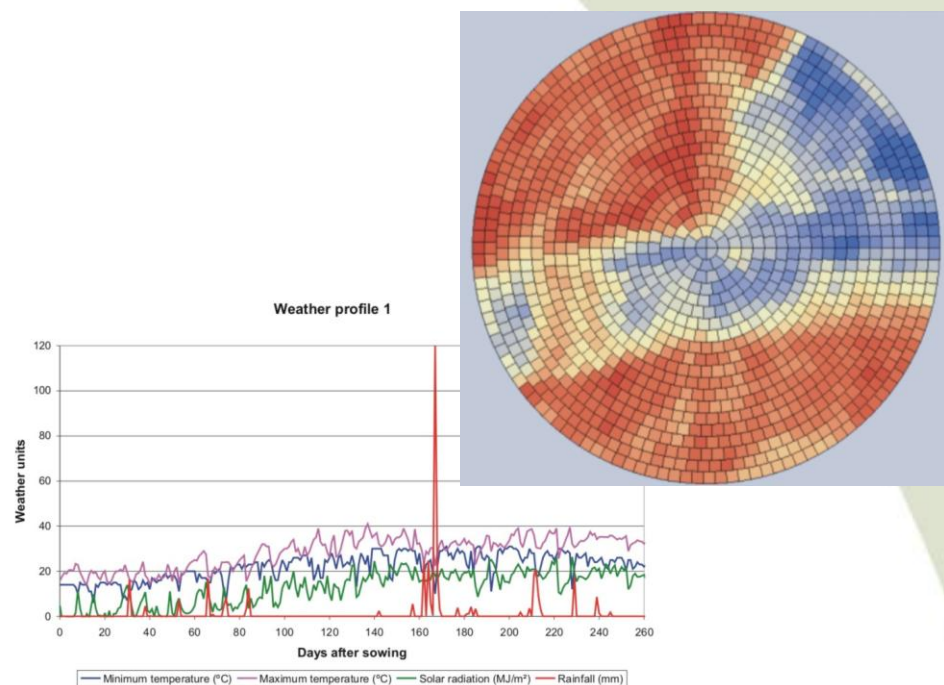 Weather profile 1
120
100
80
60
40
20
0
Weather units
0 20 40 60 80 100 120 140 160 180 200 220 240 260
Days after sowing
Minimum temperature (ºC) Maximum temperature (ºC) Solar radiation (MJ/m²) Rainfall (mm)